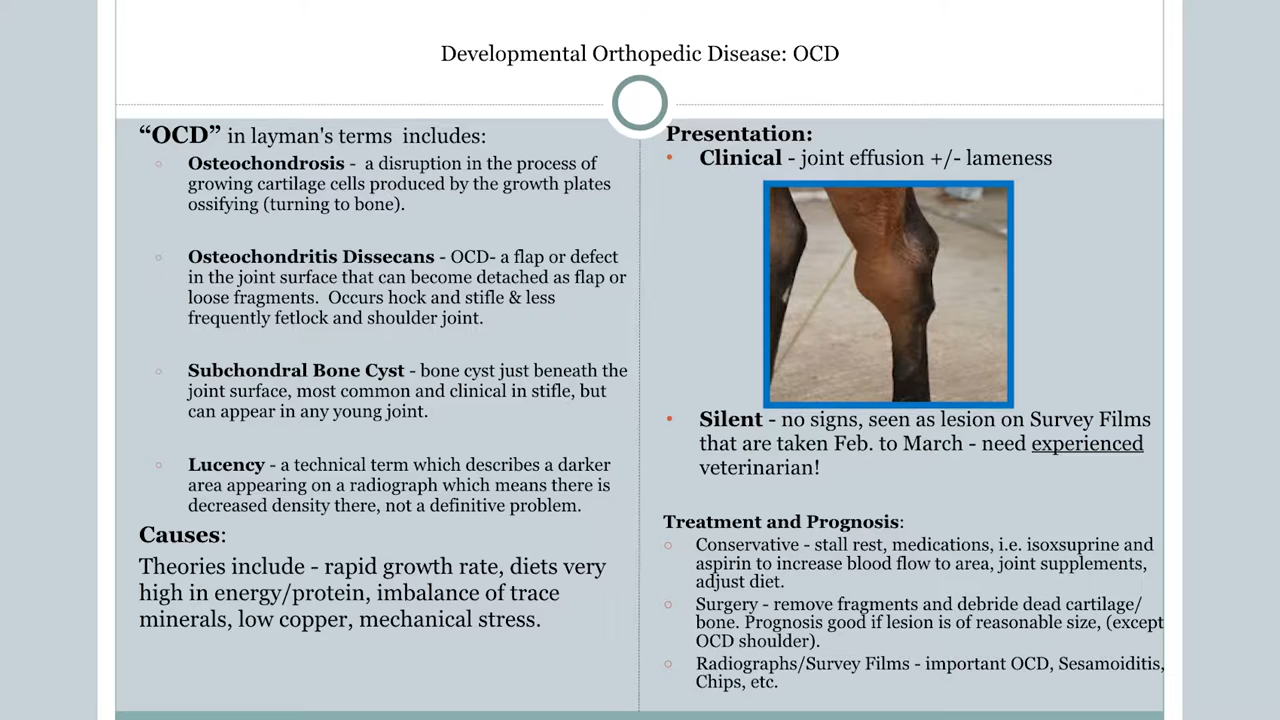 Developmental Orthopedic Disease: OCD
“OCD” in layman's terms includes:
Osteochondrosis - a disruption in the process of
growing cartilage cells produced by the growth plates
ossifying (turning to bone).
Osteochondritis Dissecans - OCD- a flap or defect
in the joint surface that can become detached as flap or
loose fragments. Occurs hock and stifle & less
frequently fetlock and shoulder joint.
Subchondral Bone Cyst - bone cyst just beneath the
joint surface, most common and clinical in stifle, but
can appear in any young joint.
Lucency - a technical term which describes a darker
area appearing on a radiograph which means there is
decreased density there, not a definitive problem.
Causes:
Theories include - rapid growth rate, diets very
high in energy/protein, imbalance of trace
minerals, low copper, mechanical stress.
Presentation:
Clinical - joint effusion +/- lameness
Silent - no signs, seen as lesion on Survey Films
that are taken Feb. to March - need experienced
veterinarian!
Treatment and Prognosis:
Conservative - stall rest, medications, i.e. isoxsuprine and
aspirin to increase blood flow to area, joint supplements,
adjust diet.
Surgery - remove fragments and debride dead cartilage/
bone. Prognosis good if lesion is of reasonable size, (except
OCD shoulder).
Radiographs/Survey Films - important OCD, Sesamoiditis,
Chips, etc.